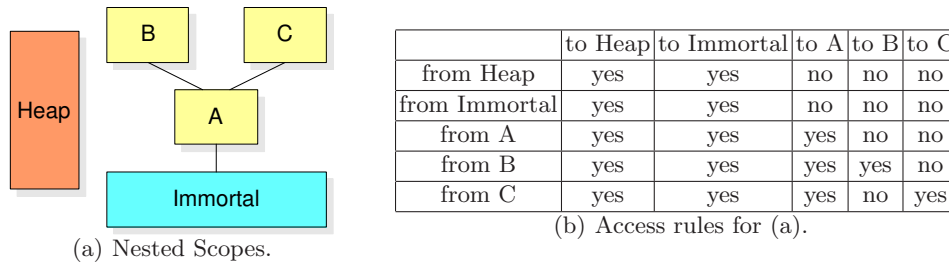 B
C
Heap
A
Immortal
(a) Nested Scopes.
to Heap to Immortal to A to B to C
from Heap yes yes no no no
from Immortal yes yes no no no
from A yes yes yes no no
from B yes yes yes yes no
from C yes yes yes no yes
(b) Access rules for (a).